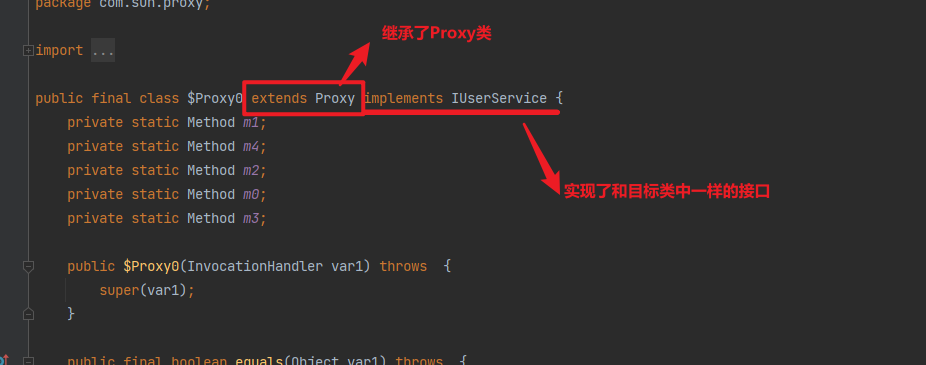 package com.sun.proxy;
继承了Proxy类
import ...
public final class $Proxy0 extends Proxy implements IUserService {
private static Method m1;
private static Method m4;
private static Method m2;
private static Method m0;
private static Method m3;
实现了和目标类中一样的接口
public $Proxy0(InvocationHandler var1) throws  {
super(var1);
}
public final boolean equals(Object var1) throws  {